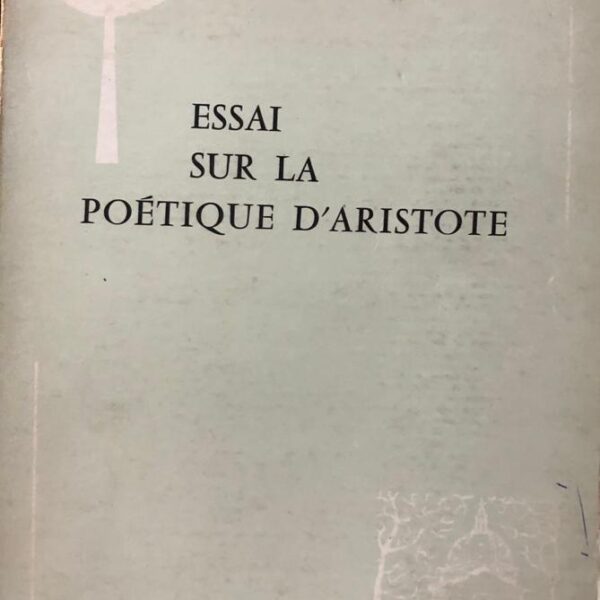 ESSAI
SUR LA
POÉTIQUE D'ARISTOTE